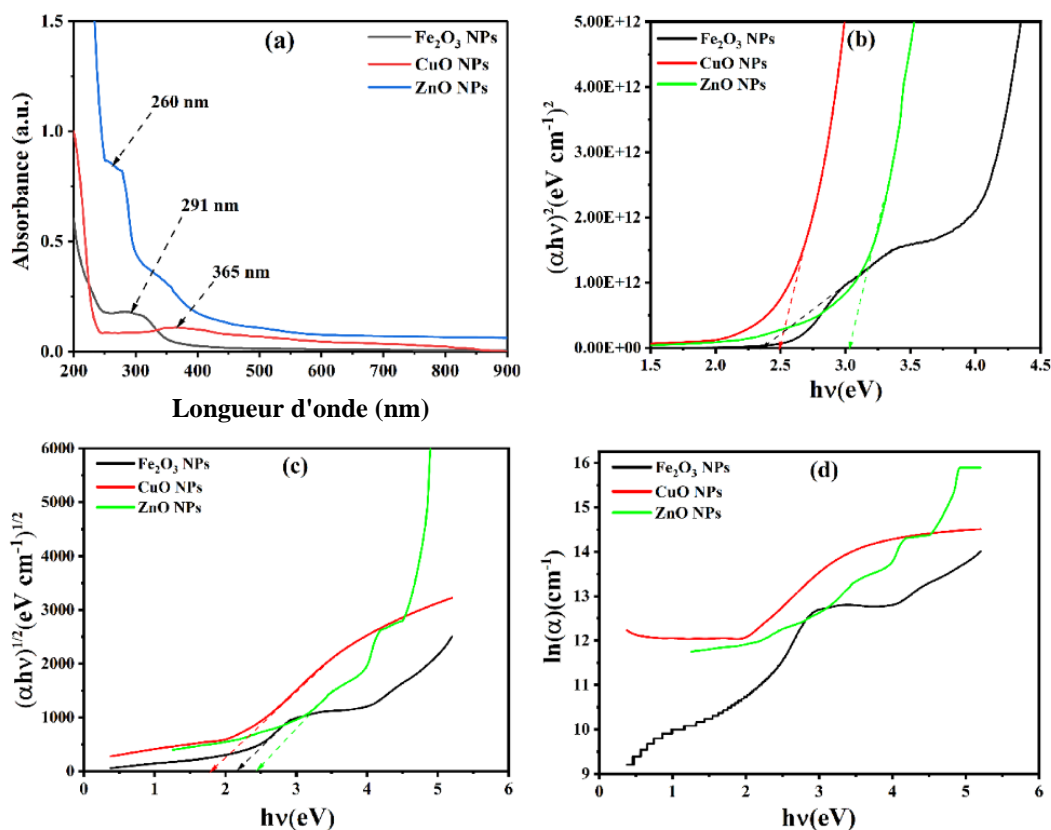 (a)
Fe₂O₃ NPs
CuO NPs
ZnO NPs
260 nm
291 nm
365 nm
Absorbance (a.u.)
1.5
1.0
0.5
0.0
200 300 400 500 600 700 800 900
Longueur d'onde (nm)
(b)
Fe₂O₃ NPs
CuO NPs
ZnO NPs
(αhν)²(eV cm⁻¹)²
5.00E+12
4.00E+12
3.00E+12
2.00E+12
1.00E+12
0.00E+00
1.5 2.0 2.5 3.0 3.5 4.0 4.5
hν(eV)
(c)
Fe₂O₃ NPs
CuO NPs
ZnO NPs
(αhν)¹/²(eV cm⁻¹)¹/²
6000
5000
4000
3000
2000
1000
0
0 1 2 3 4 5 6
hν(eV)
(d)
Fe₂O₃ NPs
CuO NPs
ZnO NPs
ln(α)(cm⁻¹)
16
15
14
13
12
11
10
9
0 1 2 3 4 5 6
hν(eV)